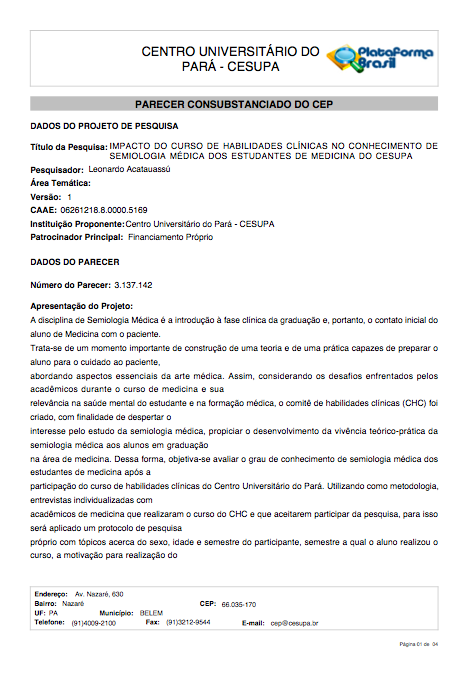 CENTRO UNIVERSITÁRIO DO
PARÁ - CESUPA
Plataforma
Brasil
PARECER CONSUBSTANCIADO DO CEP
DADOS DO PROJETO DE PESQUISA
Título da Pesquisa: IMPACTO DO CURSO DE HABILIDADES CLÍNICAS NO CONHECIMENTO DE
SEMIOLOGIA MÉDICA DOS ESTUDANTES DE MEDICINA DO CESUPA
Pesquisador: Leonardo Acatauassú
Área Temática:
Versão: 1
CAAE: 06261218.8.0000.5169
Instituição Proponente: Centro Universitário do Pará - CESUPA
Patrocinador Principal: Financiamento Próprio
DADOS DO PARECER
Número do Parecer: 3.137.142
Apresentação do Projeto:
A disciplina de Semiologia Médica é a introdução à fase clínica da graduação e, portanto, o contato inicial do
aluno de Medicina com o paciente.
Trata-se de um momento importante de construção de uma teoria e de uma prática capazes de preparar o
aluno para o cuidado ao paciente,
abordando aspectos essenciais da arte médica. Assim, considerando os desafios enfrentados pelos
acadêmicos durante o curso de medicina e sua
relevância na saúde mental do estudante e na formação médica, o comitê de habilidades clínicas (CHC) foi
criado, com finalidade de despertar o
interesse pelo estudo da semiologia médica, propiciar o desenvolvimento da vivência teórico-prática da
semiologia médica aos alunos em graduação
na área de medicina. Dessa forma, objetiva-se avaliar o grau de conhecimento de semiologia médica dos
estudantes de medicina após a
participação do curso de habilidades clínicas do Centro Universitário do Pará. Utilizando como metodologia,
entrevistas individualizadas com
acadêmicos de medicina que realizaram o curso do CHC e que aceitarem participar da pesquisa, para isso
será aplicado um protocolo de pesquisa
próprio com tópicos acerca do sexo, idade e semestre do participante, semestre a qual o aluno realizou o
curso, a motivação para realização do
Endereço: Av. Nazaré, 630
Bairro: Nazaré CEP: 66.035-170
UF: PA Município: BELEM
Telefone: (91)4009-2100 Fax: (91)3212-9544 E-mail: cep@cesupa.br
Página 01 de 04